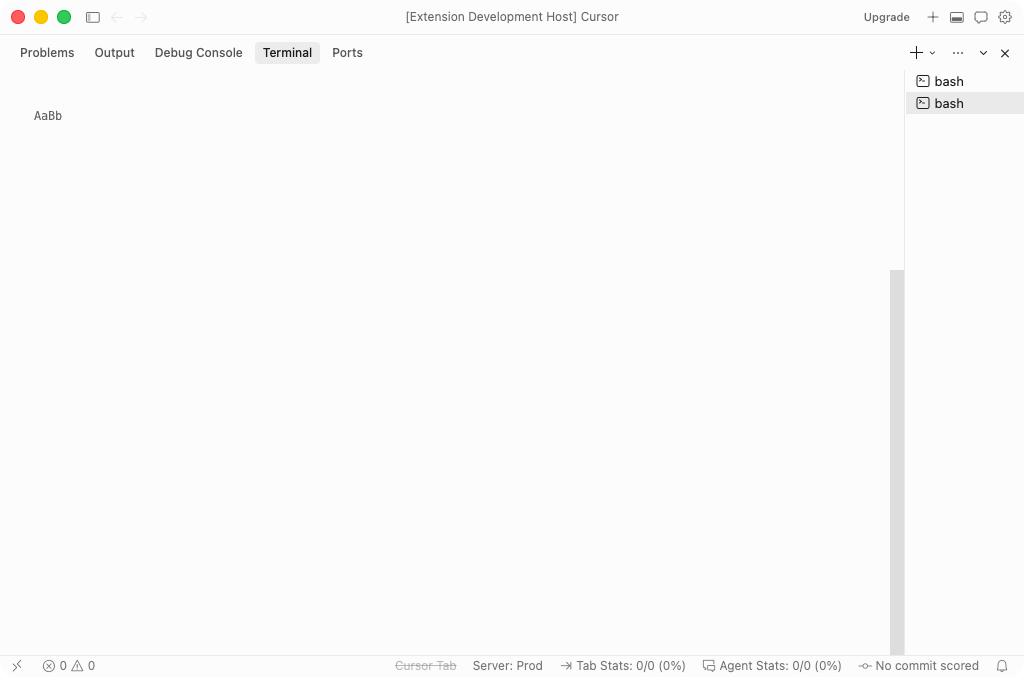 [Extension Development Host] Cursor
Upgrade
Problems Output Debug Console Terminal Ports
bash
bash
AaBb
0 0
Cursor Tab
Server: Prod
Tab Stats: 0/0 (0%)
Agent Stats: 0/0 (0%)
No commit scored